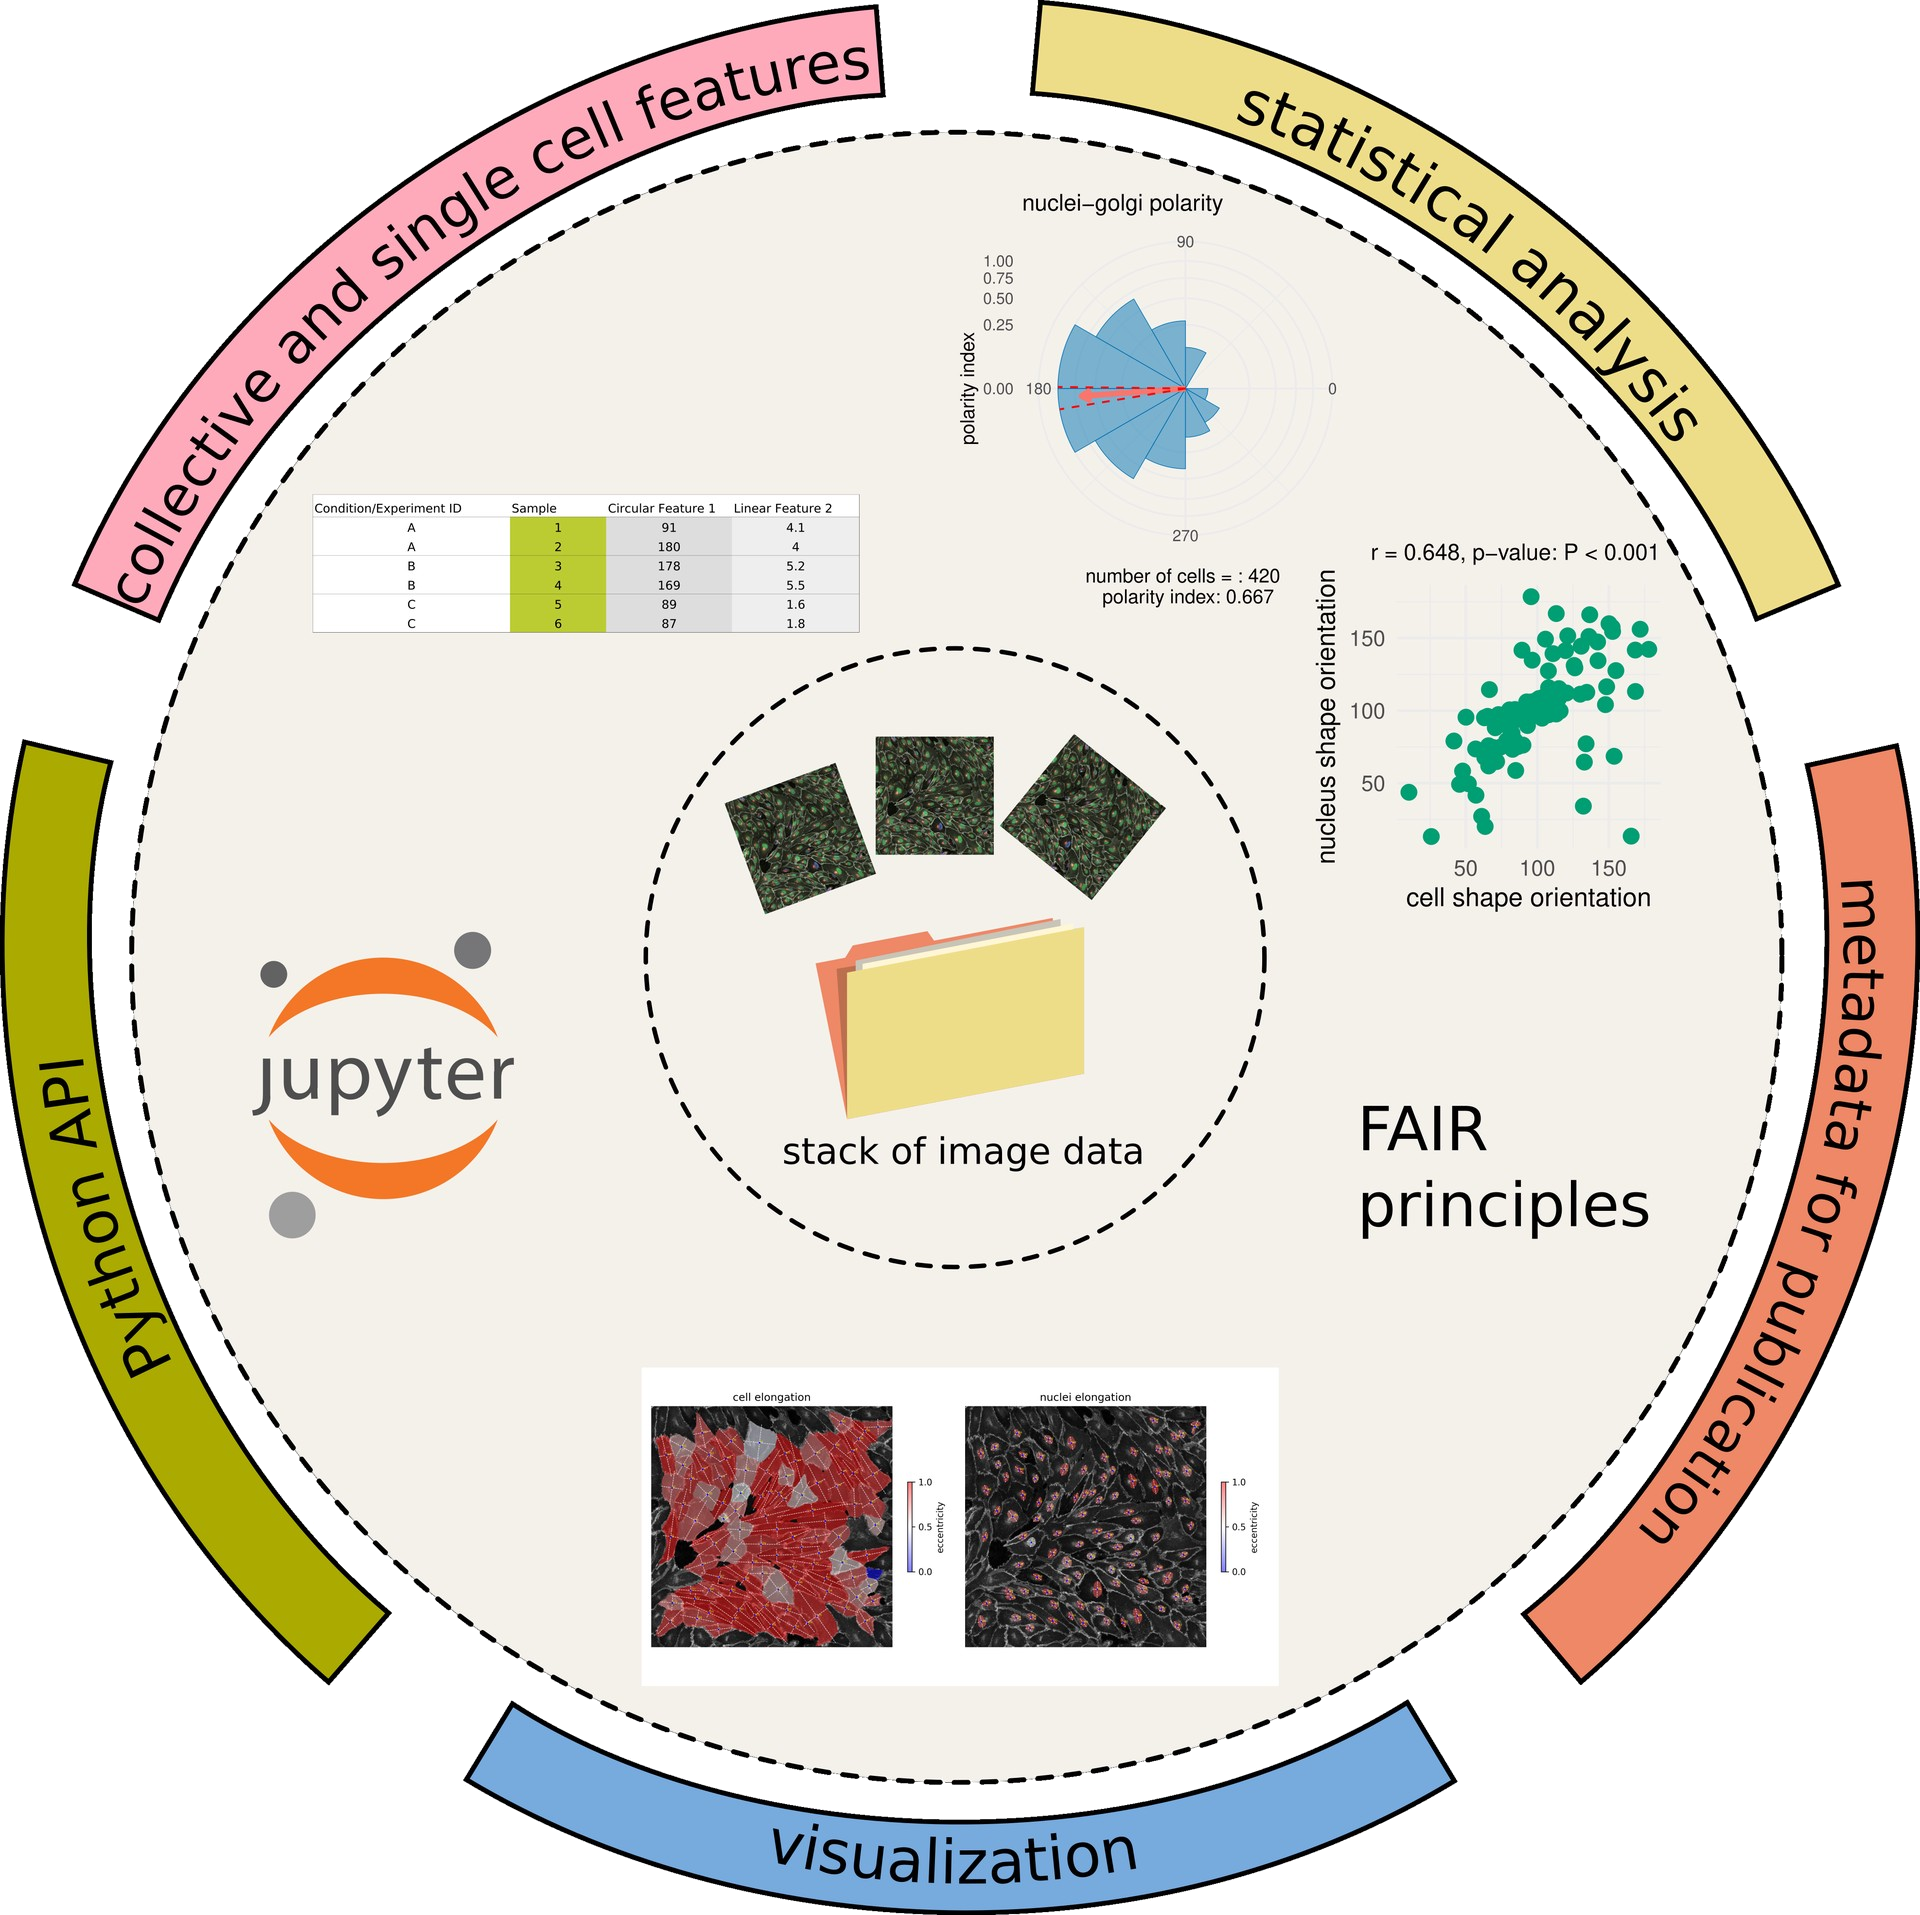 collective and single cell features
statistical analysis
nuclei–golgi polarity
90
1.00
0.75
0.50
0.25
0.00
180
0
270
polarity index
number of cells = : 420
polarity index: 0.667
Condition/Experiment ID Sample Circular Feature 1 Linear Feature 2
A 1 91 4.1
A 2 180 4
B 3 178 5.2
B 4 169 5.5
C 5 89 1.6
C 6 87 1.8
r = 0.648, p–value: P < 0.001
nucleus shape orientation
150
100
50
50 100 150
cell shape orientation
jupyter
stack of image data
FAIR
principles
Python API
metadata for publication
cell elongation
1.0
0.5
0.0
eccentricity
nuclei elongation
1.0
0.5
0.0
eccentricity
visualization